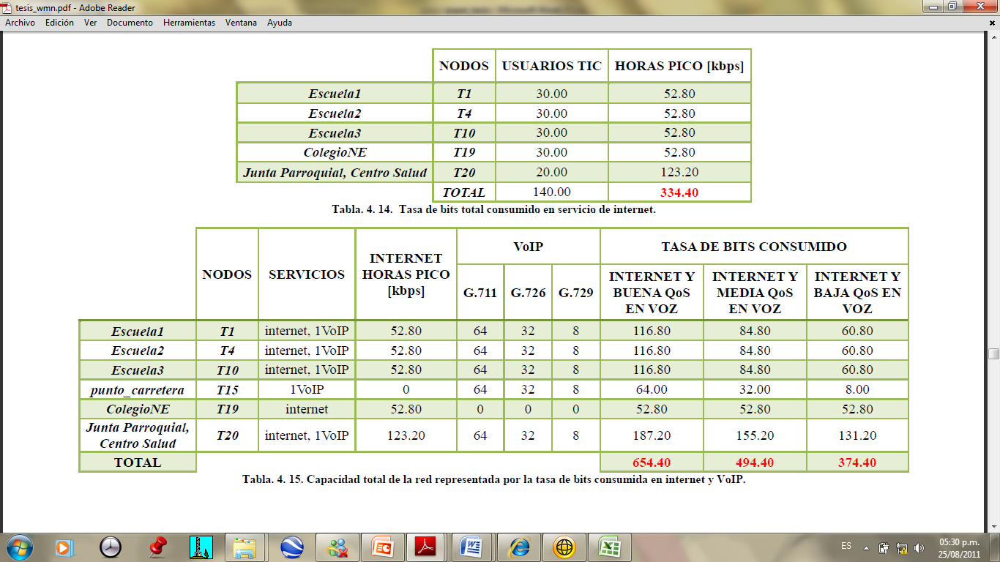 tesis_wmn.pdf - Adobe Reader
Archivo Edición Ver Documento Herramientas Ventana Ayuda
NODOS USUARIOS TIC HORAS PICO [kbps]
Escuela1 T1 30.00 52.80
Escuela2 T4 30.00 52.80
Escuela3 T10 30.00 52.80
ColegioNE T19 30.00 52.80
Junta Parroquial, Centro Salud T20 20.00 123.20
TOTAL 140.00 334.40
Tabla. 4. 14. Tasa de bits total consumido en servicio de internet.
NODOS SERVICIOS INTERNET HORAS PICO [kbps] VoIP TASA DE BITS CONSUMIDO
G.711 G.726 G.729 INTERNET Y BUENA QoS EN VOZ INTERNET Y MEDIA QoS EN VOZ INTERNET Y BAJA QoS EN VOZ
Escuela1 T1 internet, 1VoIP 52.80 64 32 8 116.80 84.80 60.80
Escuela2 T4 internet, 1VoIP 52.80 64 32 8 116.80 84.80 60.80
Escuela3 T10 internet, 1VoIP 52.80 64 32 8 116.80 84.80 60.80
punto_carretera T15 1VoIP 0 64 32 8 64.00 32.00 8.00
ColegioNE T19 internet 52.80 0 0 0 52.80 52.80 52.80
Junta Parroquial, Centro Salud T20 internet, 1VoIP 123.20 64 32 8 187.20 155.20 131.20
TOTAL 654.40 494.40 374.40
Tabla. 4. 15. Capacidad total de la red representada por la tasa de bits consumida en internet y VoIP.
ES 05:30 p.m.
25/08/2011